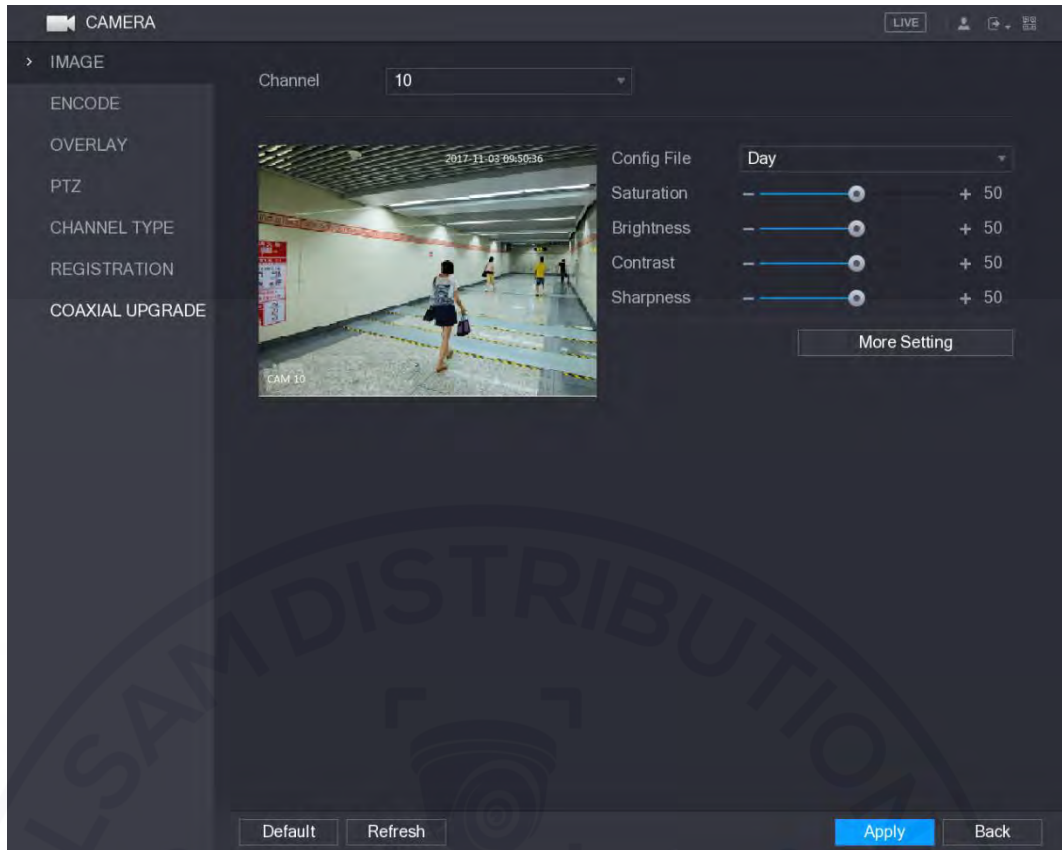 CAMERA
LIVE
IMAGE
ENCODE
OVERLAY
PTZ
CHANNEL TYPE
REGISTRATION
COAXIAL UPGRADE
Channel 10
2017-11-03 09:50:36
CAM 10
Config File Day
Saturation - + 50
Brightness - + 50
Contrast - + 50
Sharpness - + 50
More Setting
LSAM DISTRIBUTION
Default Refresh Apply Back